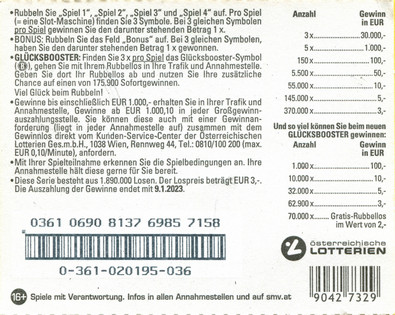 •Rubbeln Sie „Spiel 1", „Spiel 2", „Spiel 3" und „Spiel 4" auf. Pro Spiel
(= eine Slot-Maschine) finden Sie 3 Symbole. Bei 3 gleichen Symbolen
pro Spiel gewinnen Sie den darunter stehenden Betrag 1 x.
•BONUS: Rubbeln Sie das Feld „Bonus" auf. Bei 3 gleichen Symbolen,
haben Sie den darunter stehenden Betrag 1 x gewonnen.
•GLÜCKSBOOSTER: Finden Sie 3 x pro Spiel das Glücksbooster-Symbol
( ), gehen Sie mit Ihrem Rubbellos in Ihre Trafik und Annahmestelle.
Geben Sie dort Ihr Rubbellos ab und nutzen Sie Ihre zusätzliche
Chance auf einen von 175.900 Sofortgewinnen.
Viel Glück beim Rubbeln!
•Gewinne bis einschließlich EUR 1.000,- erhalten Sie in Ihrer Trafik und
Annahmestelle, Gewinne ab EUR 1.000,10 in jeder Großgewinn-
auszahlungsstelle. Sie können diese auch mit einer Gewinnan-
forderung (liegt in jeder Annahmestelle auf) zusammen mit dem
Gewinnlos direkt vom Kunden-Service-Center der Österreichischen
Lotterien Ges.m.b.H., 1038 Wien, Rennweg 44, Tel.: 0810/100 200 (max.
EUR 0,10/Minute), anfordern.
•Mit Ihrer Spielteilnahme erkennen Sie die Spielbedingungen an. Ihre
Annahmestelle hält diese gerne für Sie bereit.
•Diese Serie besteht aus 1.890.000 Losen. Der Lospreis beträgt EUR 3,-.
Die Auszahlung der Gewinne endet mit 9.1.2023.
0361 0690 8137 6985 7158
0-361-020195-036
16+ Spiele mit Verantwortung. Infos in allen Annahmestellen und auf smv.at
Anzahl Gewinn
in EUR
3 x 30.000,-
5 x 1.000,-
150 x 100,-
5.500 x 50,-
55.000 x 10,-
145.000 x 5,-
370.000 x 3,-
Und so viel können Sie beim neuen
GLÜCKSBOOSTER gewinnen:
Anzahl Gewinn
in EUR
1.000 x 100,-
10.000 x 10,-
32.000 x 5,-
62.900 x 3,-
70.000 x Gratis-Rubbellos
im Wert von 2,-
österreichische
LOTTERIEN
9042 7329